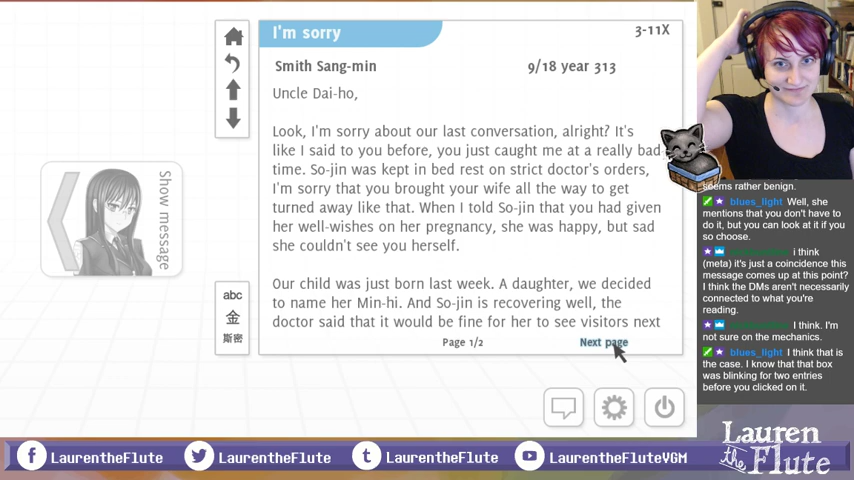 I'm sorry
3-11X
Smith Sang-min
9/18 year 313
Uncle Dai-ho,
Look, I'm sorry about our last conversation, alright? It's
like I said to you before, you just caught me at a really bad
time. So-jin was kept in bed rest on strict doctor's orders,
I'm sorry that you brought your wife all the way to get
turned away like that. When I told So-jin that you had given
her well-wishes on her pregnancy, she was happy, but sad
she couldn't see you herself.
Our child was just born last week. A daughter, we decided
to name her Min-hi. And So-jin is recovering well, the
doctor said that it would be fine for her to see visitors next
Page 1/2
Next page
Show message
abc
金
斯密
seems rather benign.
blues_light Well, she
mentions that you don't have to
do it, but you can look at it if you
so choose.
i think
(meta) it's just a coincidence this
message comes up at this point?
I think the DMs aren't necessarily
connected to what you're
reading.
I think. I'm
not sure on the mechanics.
blues_light I think that is
the case. I know that that box
was blinking for two entries
before you clicked on it.
LaurentheFlute
LaurentheFlute
LaurentheFlute
LaurentheFluteVGM
Lauren
the Flute